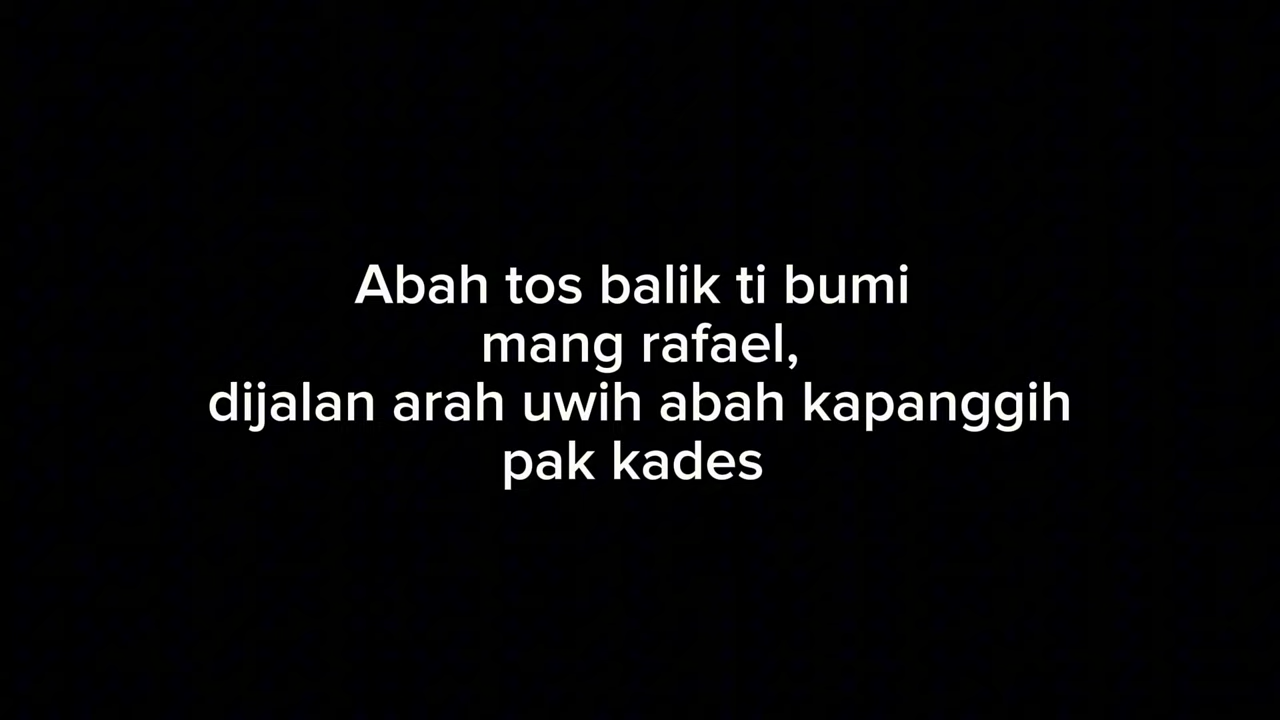 Abah tos balik ti bumi
mang rafael,
dijalan arah uwih abah kapanggih
pak kades